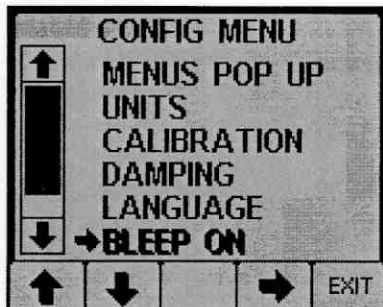 CONFIG MENU
MENUS POP UP
UNITS
CALIBRATION
DAMPING
LANGUAGE
BLEEP ON
EXIT